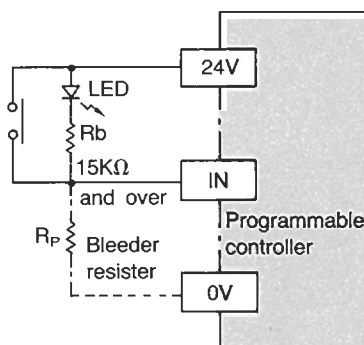 24V
LED
Rb
15KΩ
and over
IN
Programmable
controller
RP
Bleeder
resister
0V